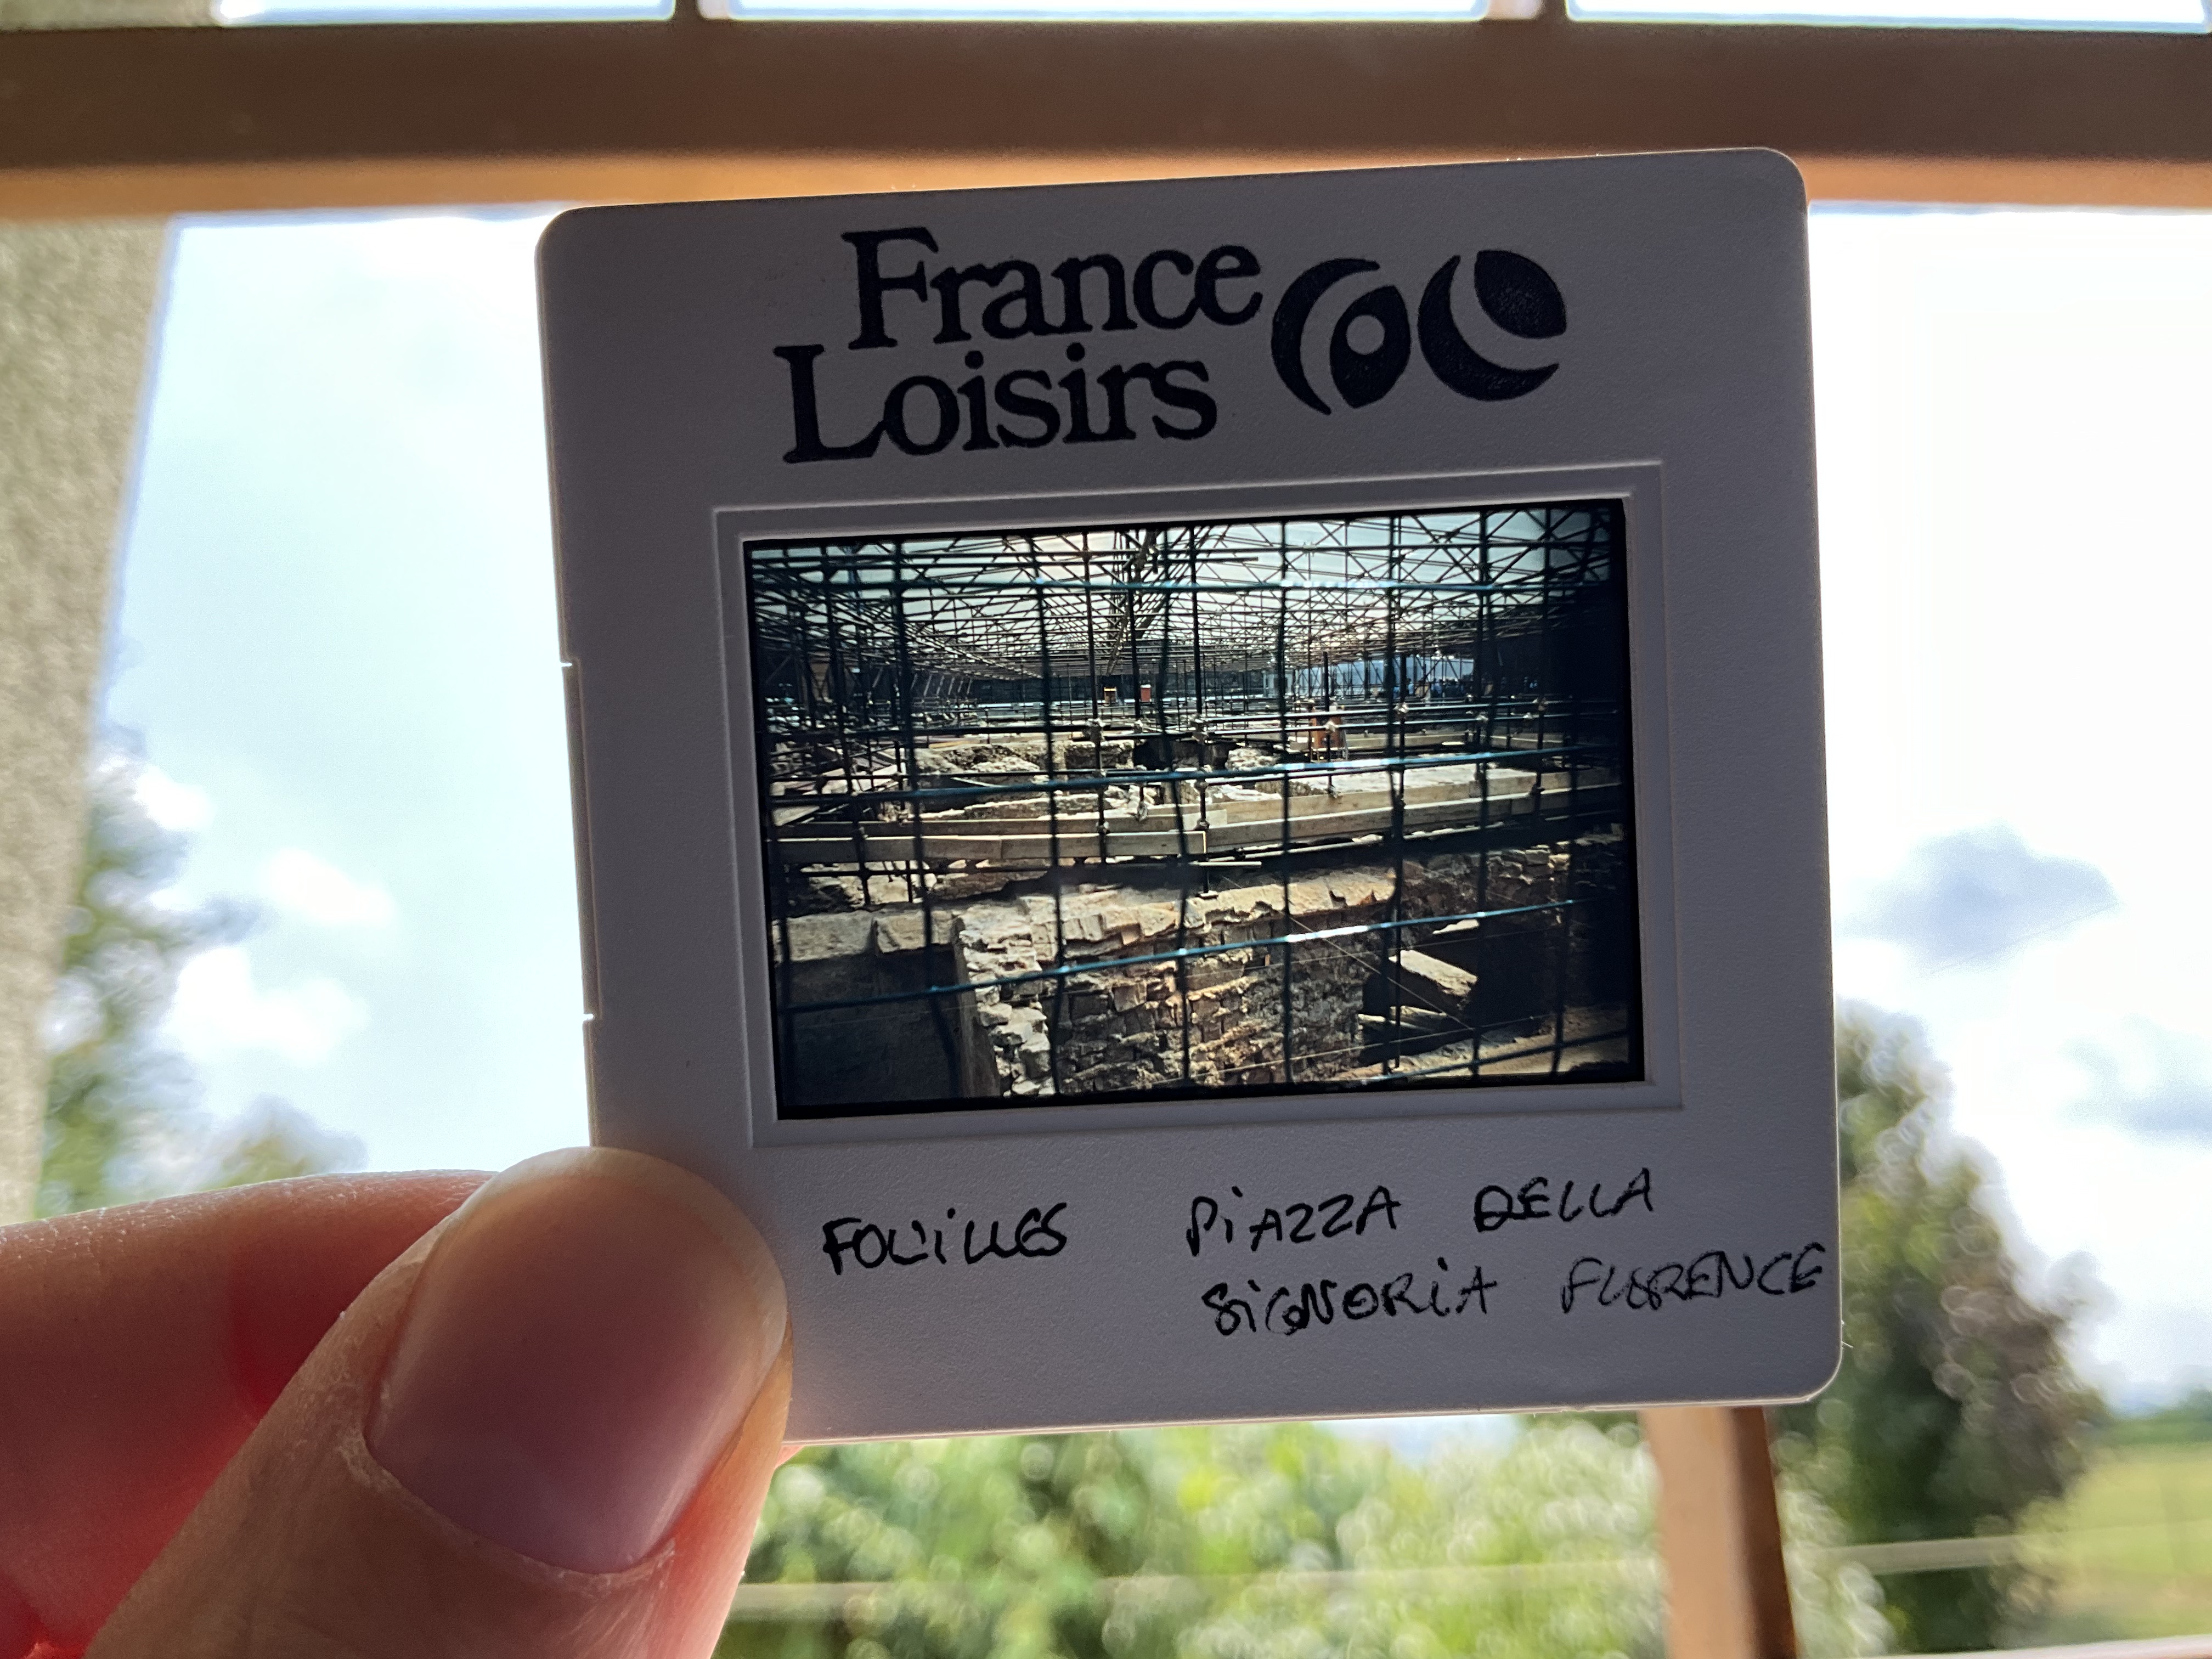 France
Loisirs
FOUILLES PIAZZA DELLA
SIGNORIA FLORENCE